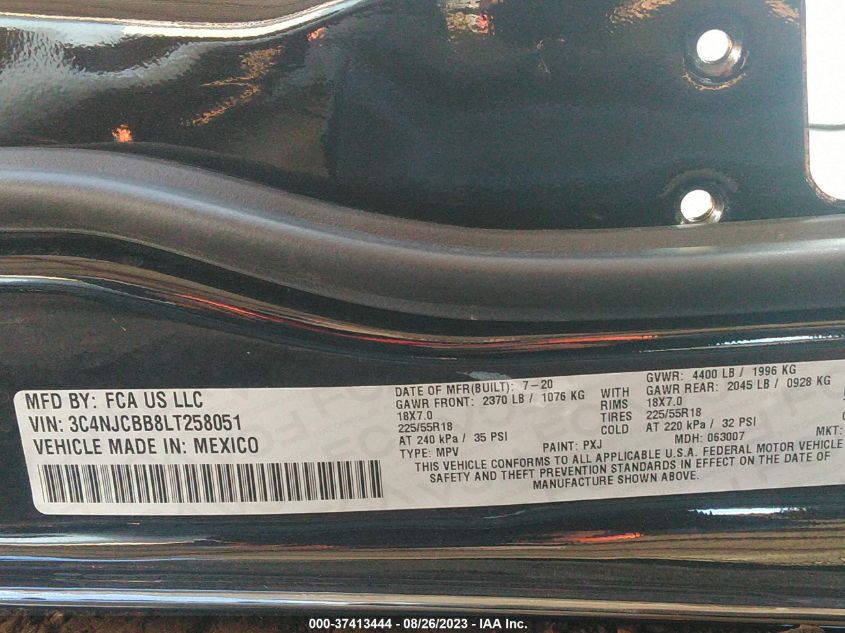 MFD BY: FCA US LLC
VIN: 3C4NJCBB8LT258051
VEHICLE MADE IN: MEXICO
DATE OF MFR(BUILT): 7-20
GAWR FRONT: 2370 LB / 1076 KG
18X7.0
225/55R18
AT 240 kPa / 35 PSI
TYPE: MPV
WITH
RIMS
TIRES
COLD
PAINT: PXJ
GVWR: 4400 LB / 1996 KG
GAWR REAR: 2045 LB / 0928 KG
18X7.0
225/55R18
AT 220 kPa / 32 PSI
MDH: 063007
MKT:
THIS VEHICLE CONFORMS TO ALL APPLICABLE U.S.A. FEDERAL MOTOR VEHICLE
SAFETY AND THEFT PREVENTION STANDARDS IN EFFECT ON THE DATE OF
MANUFACTURE SHOWN ABOVE.
000-37413444 - 08/26/2023 - IAA Inc.